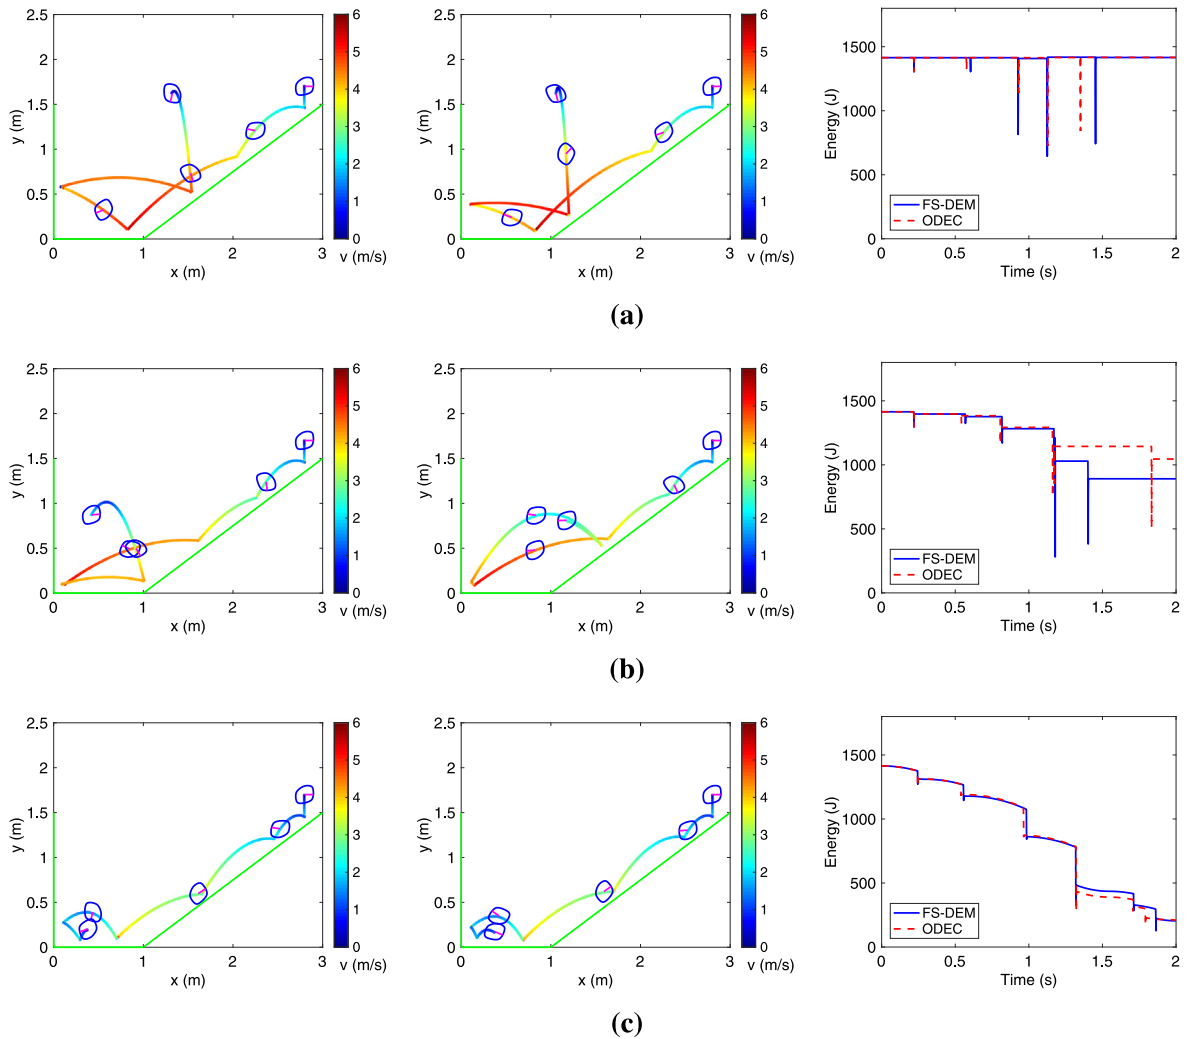 2.5
2
1.5
1
0.5
0
0 1 2 3
x (m)
y (m)
6
5
4
3
2
1
0
v (m/s)
2.5
2
1.5
1
0.5
0
0 1 2 3
x (m)
y (m)
6
5
4
3
2
1
0
v (m/s)
1500
1000
500
0
0 0.5 1 1.5 2
Time (s)
Energy (J)
FS-DEM
ODEC
(a)
2.5
2
1.5
1
0.5
0
0 1 2 3
x (m)
y (m)
6
5
4
3
2
1
0
v (m/s)
2.5
2
1.5
1
0.5
0
0 1 2 3
x (m)
y (m)
6
5
4
3
2
1
0
v (m/s)
1500
1000
500
0
0 0.5 1 1.5 2
Time (s)
Energy (J)
FS-DEM
ODEC
(b)
2.5
2
1.5
1
0.5
0
0 1 2 3
x (m)
y (m)
6
5
4
3
2
1
0
v (m/s)
2.5
2
1.5
1
0.5
0
0 1 2 3
x (m)
y (m)
6
5
4
3
2
1
0
v (m/s)
1500
1000
500
0
0 0.5 1 1.5 2
Time (s)
Energy (J)
FS-DEM
ODEC
(c)